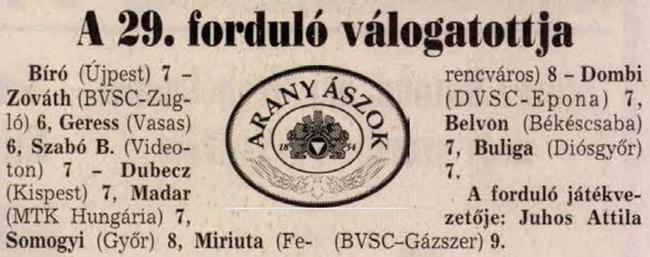 A 29. forduló válogatottja
Bíró (Újpest) 7 –
Zováth (BVSC-Zug-
ló) 6, Geress (Vasas)
6, Szabó B. (Video-
ton) 7 – Dubecz
(Kispest) 7, Madar
(MTK Hungária) 7,
Somogyi (Győr) 8, Miriuta (Fe-
ARANY ÁSZOK
1854
rencváros) 8 – Dombi
(DVSC-Epona) 7,
Belvon (Békéscsaba)
7, Buliga (Diósgyőr)
7.
A forduló játékve-
zetője: Juhos Attila
(BVSC–Gázszer) 9.